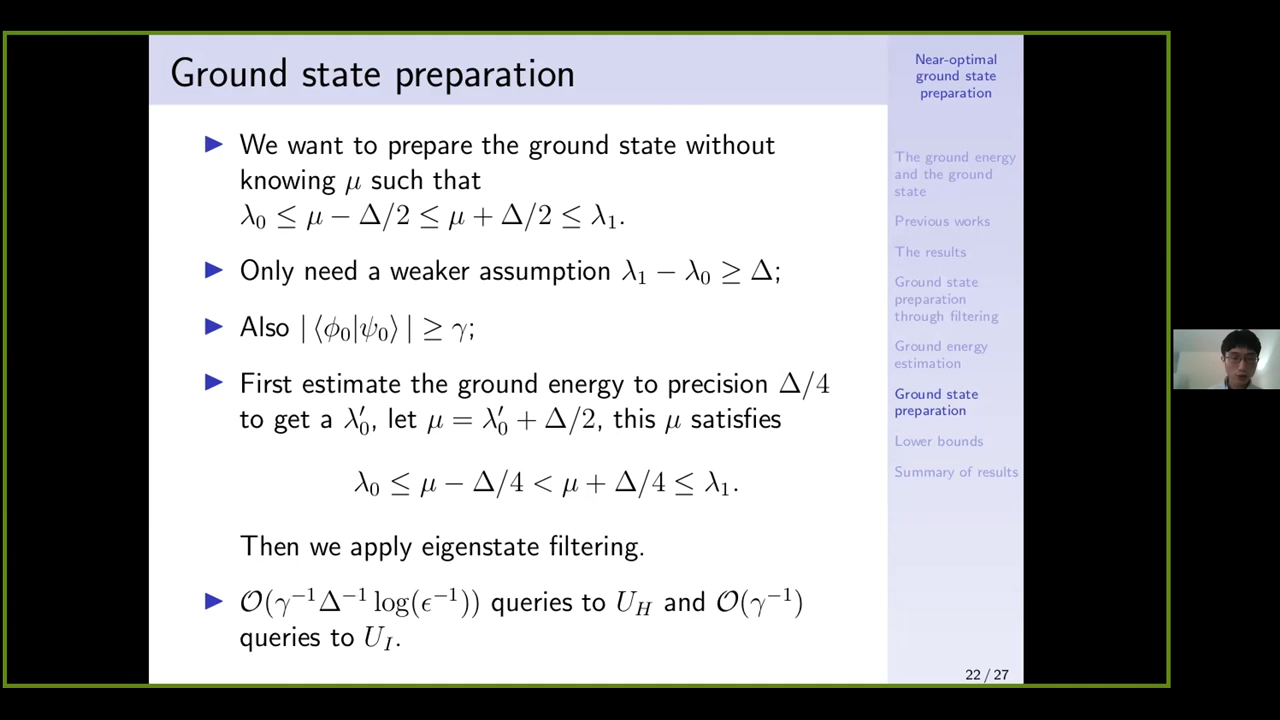 Ground state preparation
▶ We want to prepare the ground state without
knowing μ such that
λ₀ ≤ μ − Δ/2 ≤ μ + Δ/2 ≤ λ₁.
▶ Only need a weaker assumption λ₁ − λ₀ ≥ Δ;
▶ Also |⟨ϕ₀|ψ₀⟩| ≥ γ;
▶ First estimate the ground energy to precision Δ/4
to get a λ′₀, let μ = λ′₀ + Δ/2, this μ satisfies
λ₀ ≤ μ − Δ/4 < μ + Δ/4 ≤ λ₁.
Then we apply eigenstate filtering.
▶ 𝒪(γ⁻¹Δ⁻¹ log(ϵ⁻¹)) queries to U_H and 𝒪(γ⁻¹)
queries to U_I.
Near-optimal
ground state
preparation
The ground energy
and the ground
state
Previous works
The results
Ground state
preparation
through filtering
Ground energy
estimation
Ground state
preparation
Lower bounds
Summary of results
22 / 27